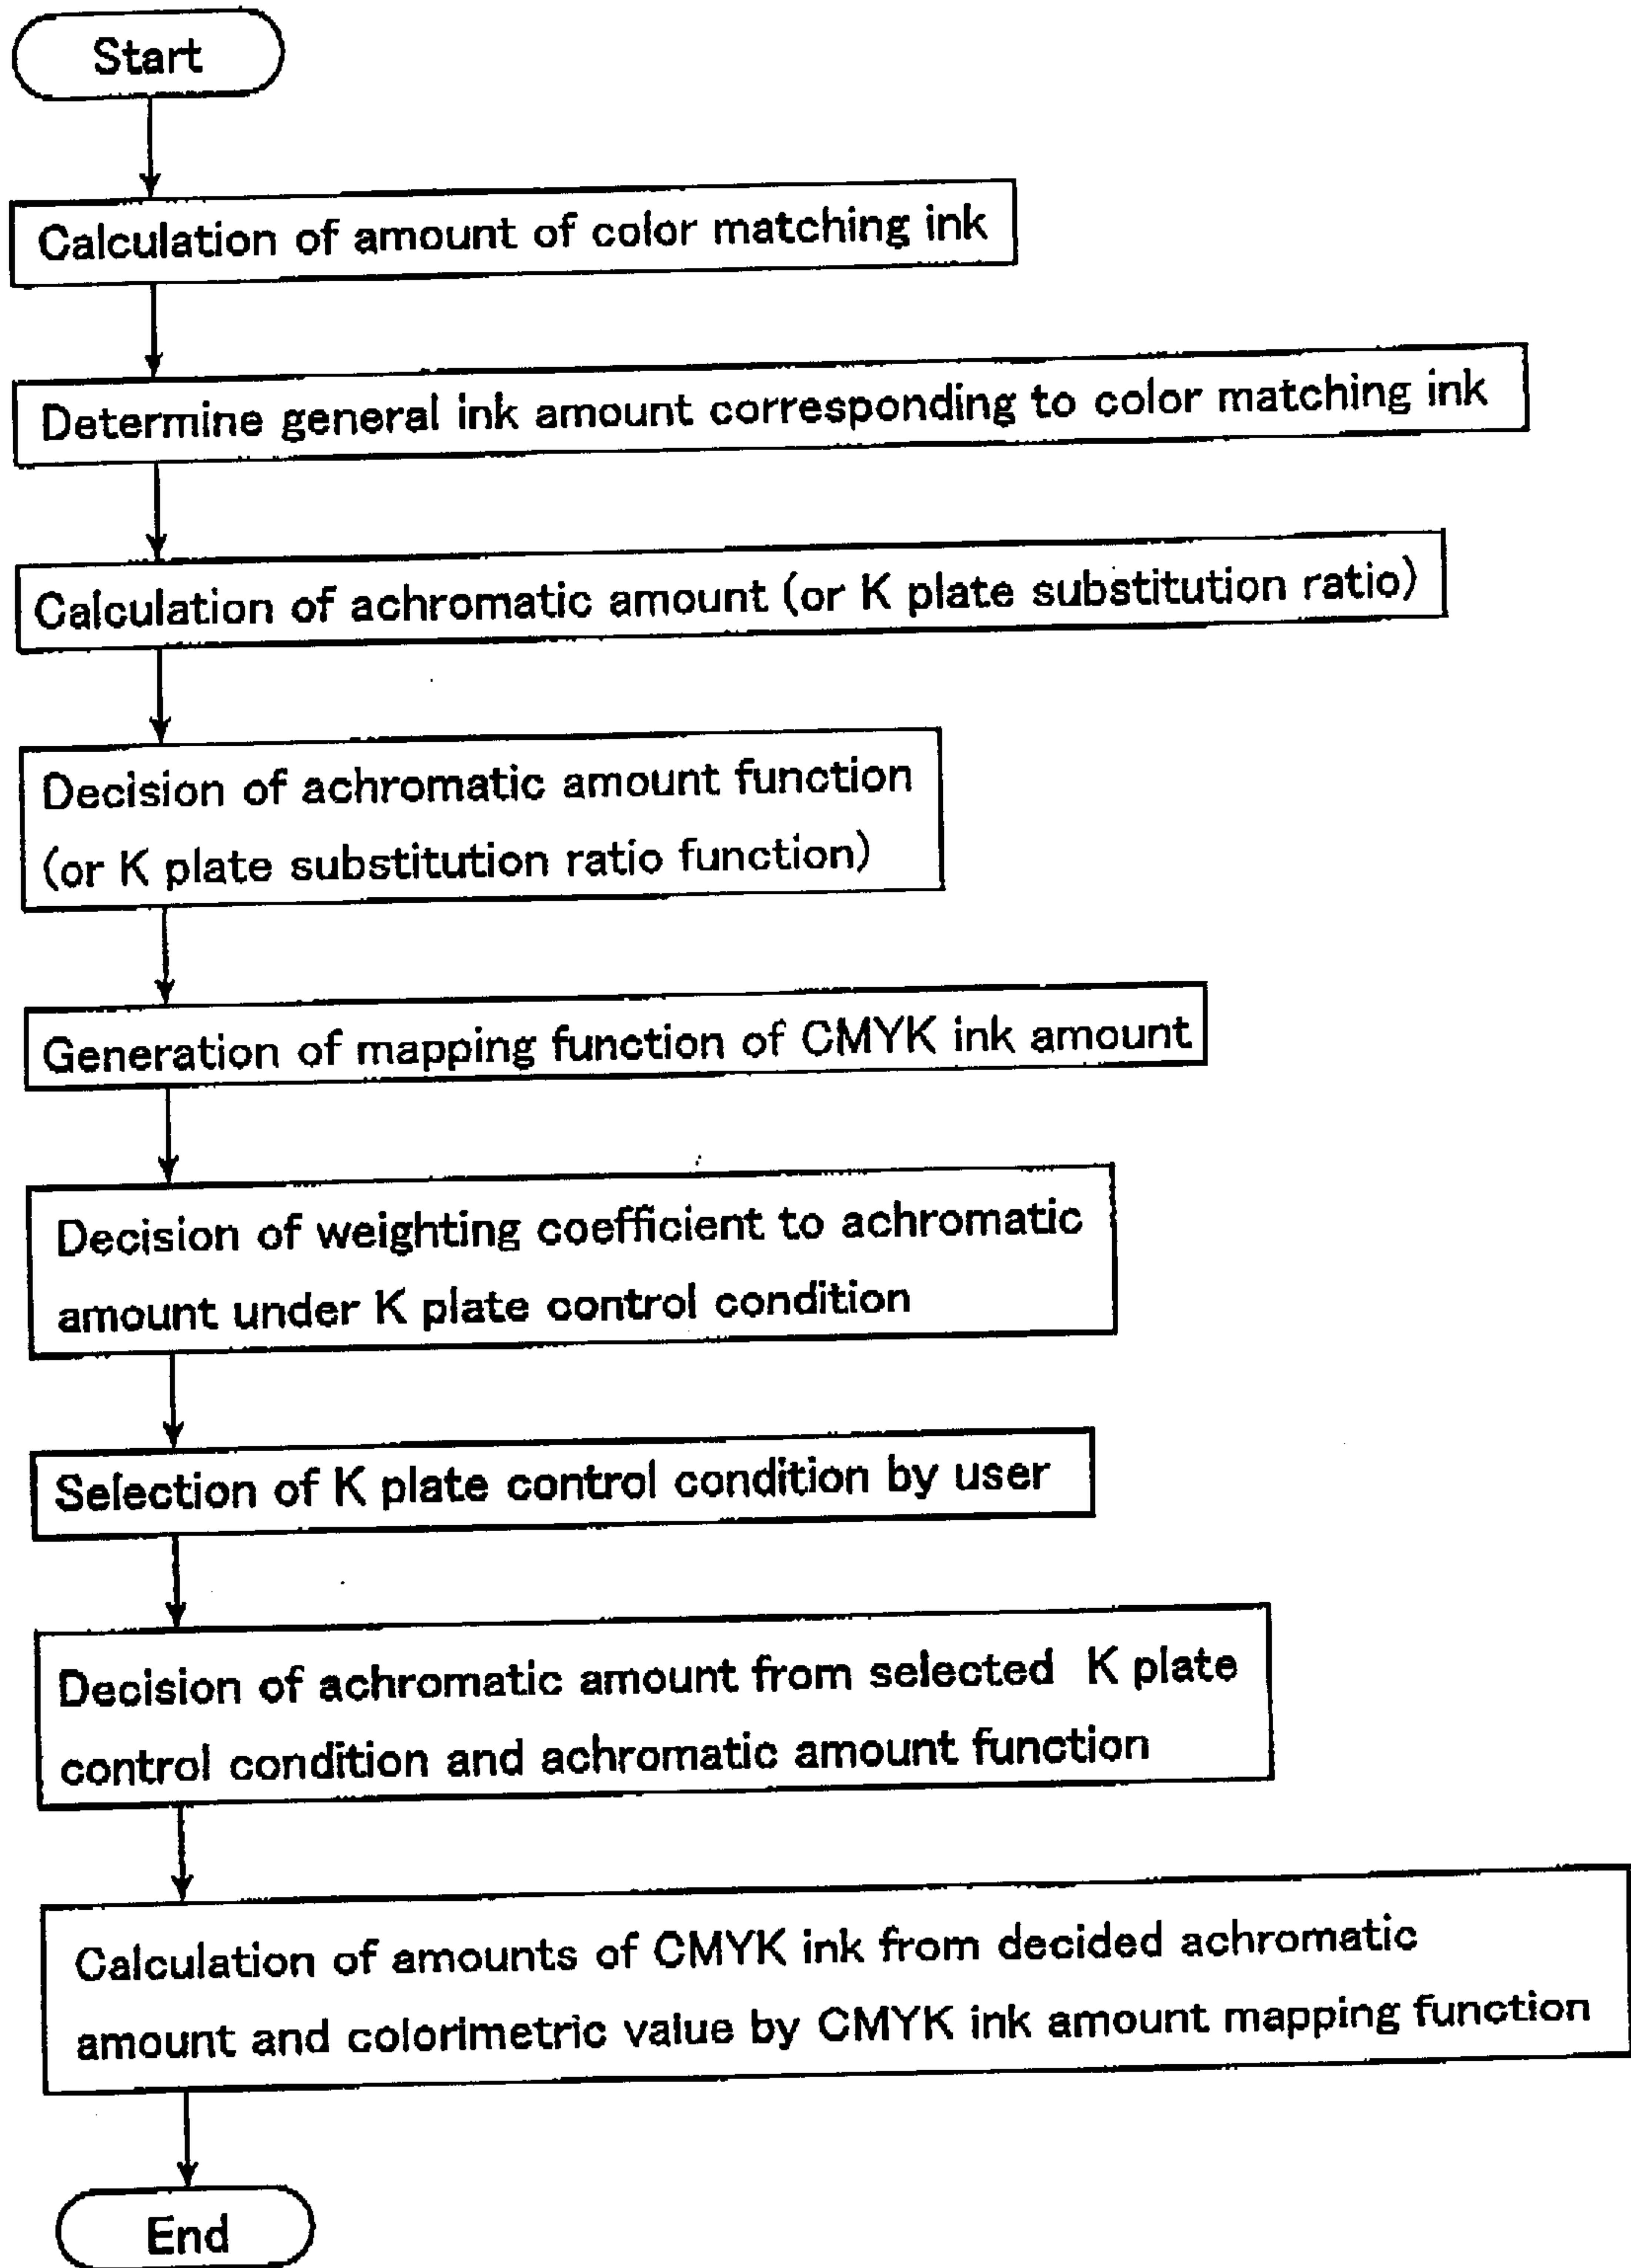 Start
Calculation of amount of color matching ink
Determine general ink amount corresponding to color matching ink
Calculation of achromatic amount (or K plate substitution ratio)
Decision of achromatic amount function
(or K plate substitution ratio function)
Generation of mapping function of CMYK ink amount
Decision of weighting coefficient to achromatic
amount under K plate control condition
Selection of K plate control condition by user
Decision of achromatic amount from selected K plate
control condition and achromatic amount function
Calculation of amounts of CMYK ink from decided achromatic
amount and colorimetric value by CMYK ink amount mapping function
End